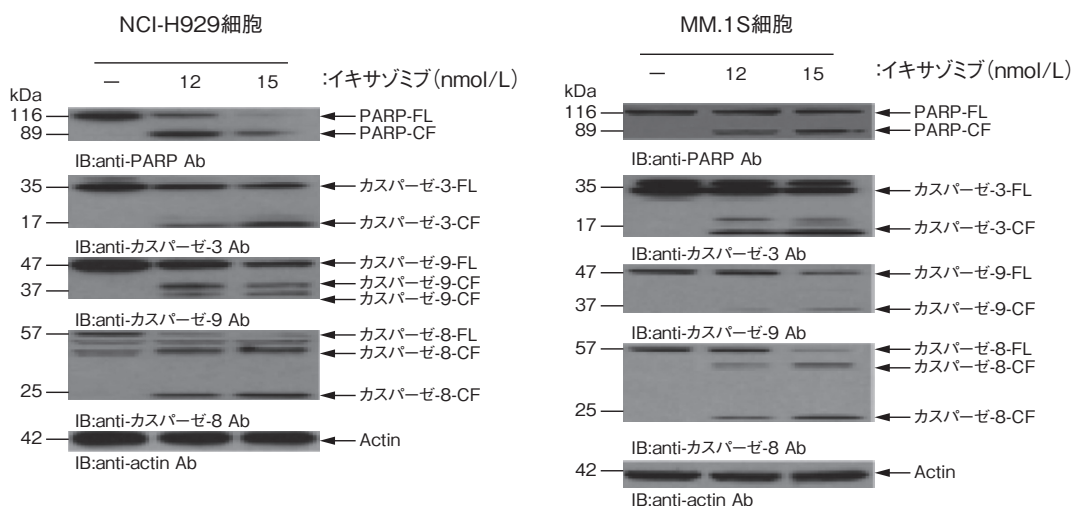 NCI-H929細胞
— 12 15 :イキサゾミブ(nmol/L)
kDa
116 PARP-FL
89 PARP-CF
IB:anti-PARP Ab
35 カスパーゼ-3-FL
17 カスパーゼ-3-CF
IB:anti-カスパーゼ-3 Ab
47 カスパーゼ-9-FL
カスパーゼ-9-CF
37 カスパーゼ-9-CF
IB:anti-カスパーゼ-9 Ab
57 カスパーゼ-8-FL
カスパーゼ-8-CF
25 カスパーゼ-8-CF
IB:anti-カスパーゼ-8 Ab
42 Actin
IB:anti-actin Ab
MM.1S細胞
— 12 15 :イキサゾミブ(nmol/L)
kDa
116 PARP-FL
89 PARP-CF
IB:anti-PARP Ab
35 カスパーゼ-3-FL
17 カスパーゼ-3-CF
IB:anti-カスパーゼ-3 Ab
47 カスパーゼ-9-FL
37 カスパーゼ-9-CF
IB:anti-カスパーゼ-9 Ab
57 カスパーゼ-8-FL
カスパーゼ-8-CF
25 カスパーゼ-8-CF
IB:anti-カスパーゼ-8 Ab
42 Actin
IB:anti-actin Ab